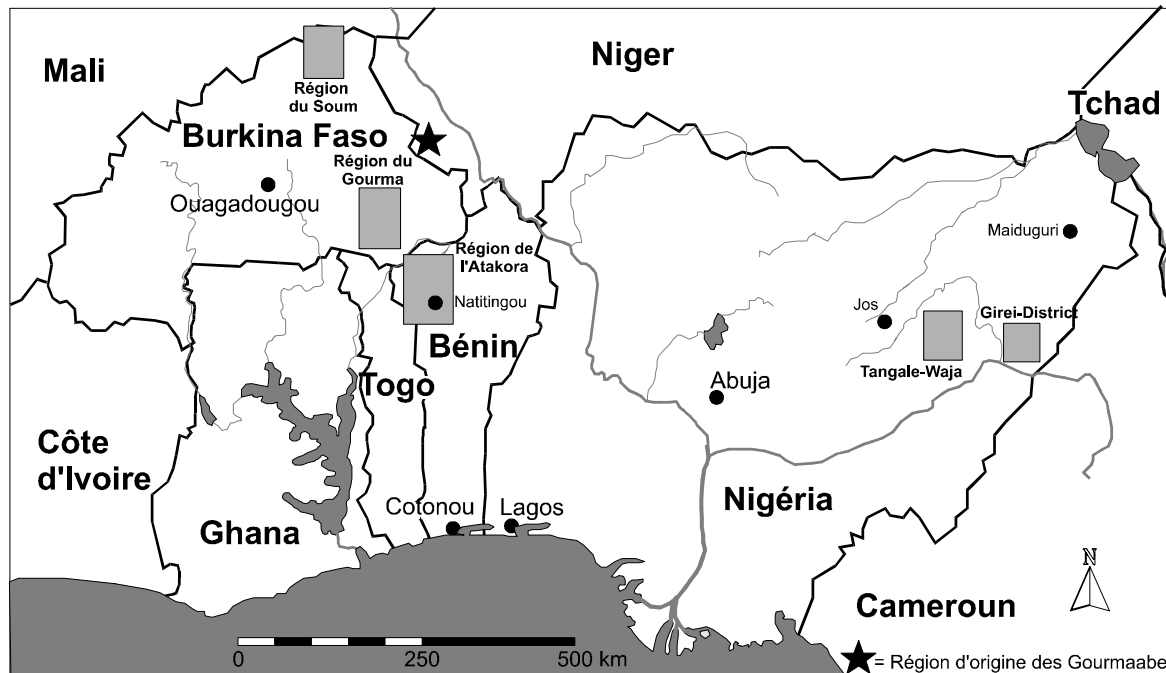 Mali
Niger
Tchad
Région
du Soum
Burkina Faso
Région du
Gourma
Ouagadougou
Région de
l'Atakora
Natitingou
Maiduguri
Jos
Girei-District
Tangale-Waja
Bénin
Togo
Abuja
Côte
d'Ivoire
Ghana
Cotonou
Lagos
Nigéria
Cameroun
N
0 250 500 km
= Région d'origine des Gourmaabe